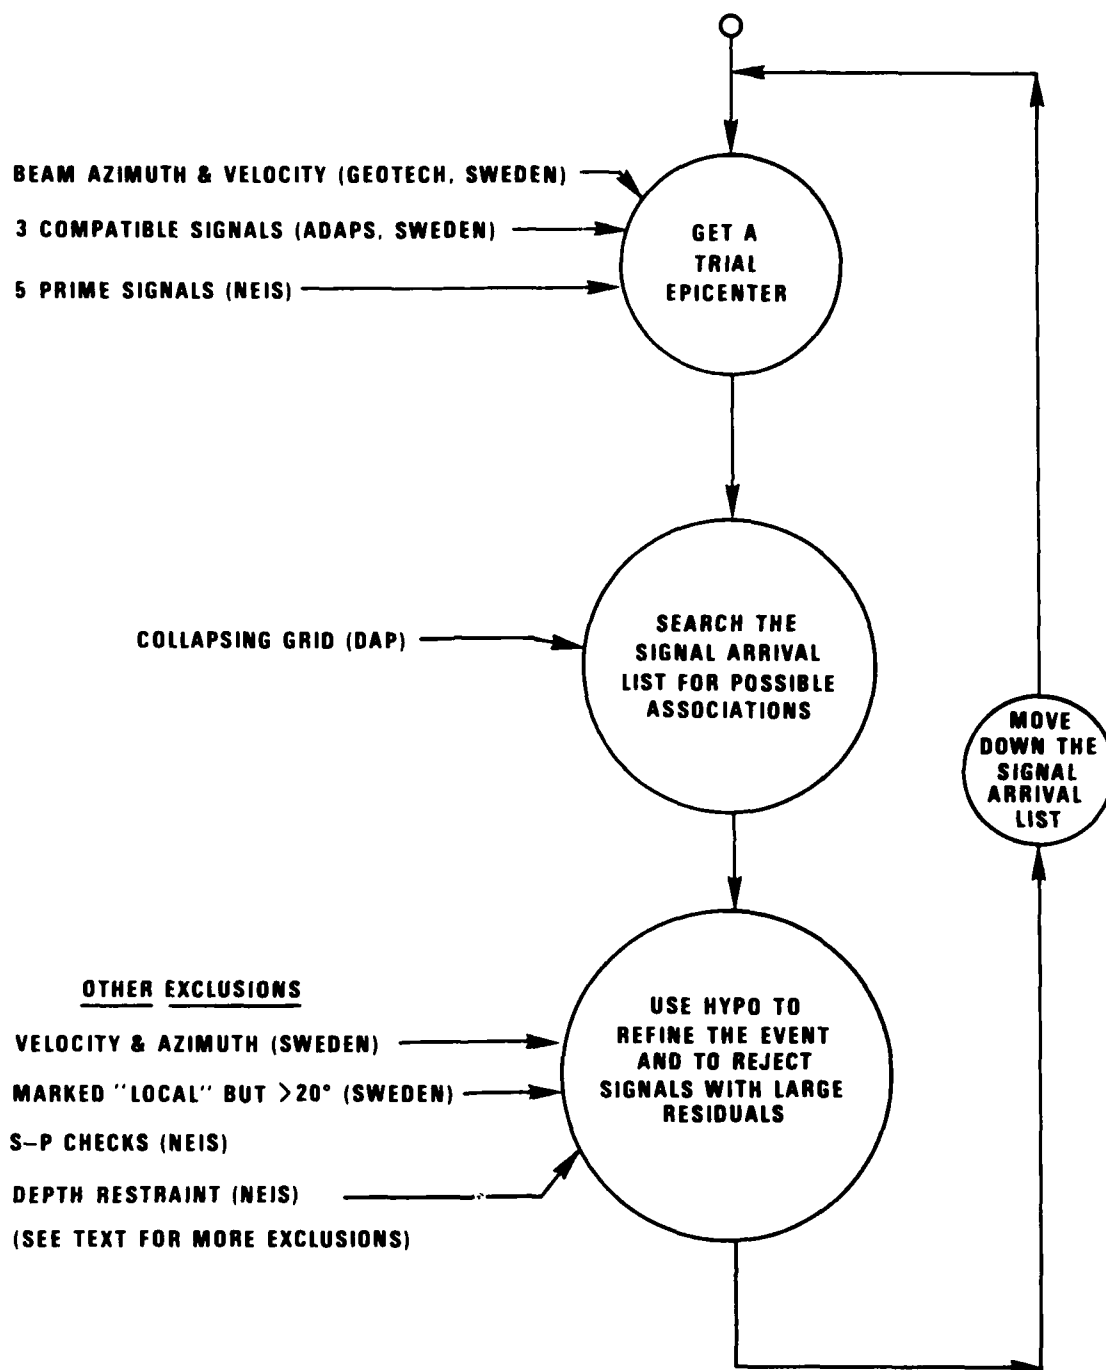 BEAM AZIMUTH & VELOCITY (GEOTECH, SWEDEN)
3 COMPATIBLE SIGNALS (ADAPS, SWEDEN)
5 PRIME SIGNALS (NEIS)
GET A
TRIAL
EPICENTER
COLLAPSING GRID (DAP)
SEARCH THE
SIGNAL ARRIVAL
LIST FOR POSSIBLE
ASSOCIATIONS
MOVE
DOWN THE
SIGNAL
ARRIVAL
LIST
OTHER EXCLUSIONS
VELOCITY & AZIMUTH (SWEDEN)
MARKED "LOCAL" BUT >20° (SWEDEN)
S-P CHECKS (NEIS)
DEPTH RESTRAINT (NEIS)
(SEE TEXT FOR MORE EXCLUSIONS)
USE HYPO TO
REFINE THE EVENT
AND TO REJECT
SIGNALS WITH LARGE
RESIDUALS